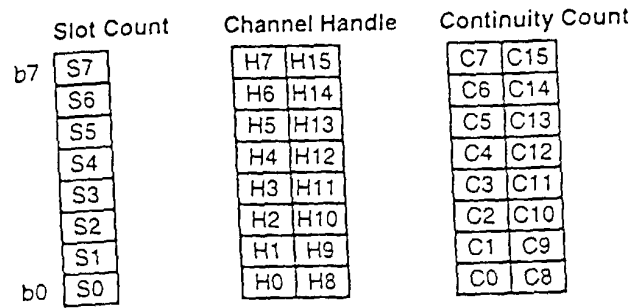 Slot Count Channel Handle Continuity Count
b7 S7 H7 H15 C7 C15
S6 H6 H14 C6 C14
S5 H5 H13 C5 C13
S4 H4 H12 C4 C12
S3 H3 H11 C3 C11
S2 H2 H10 C2 C10
S1 H1 H9 C1 C9
b0 S0 H0 H8 C0 C8